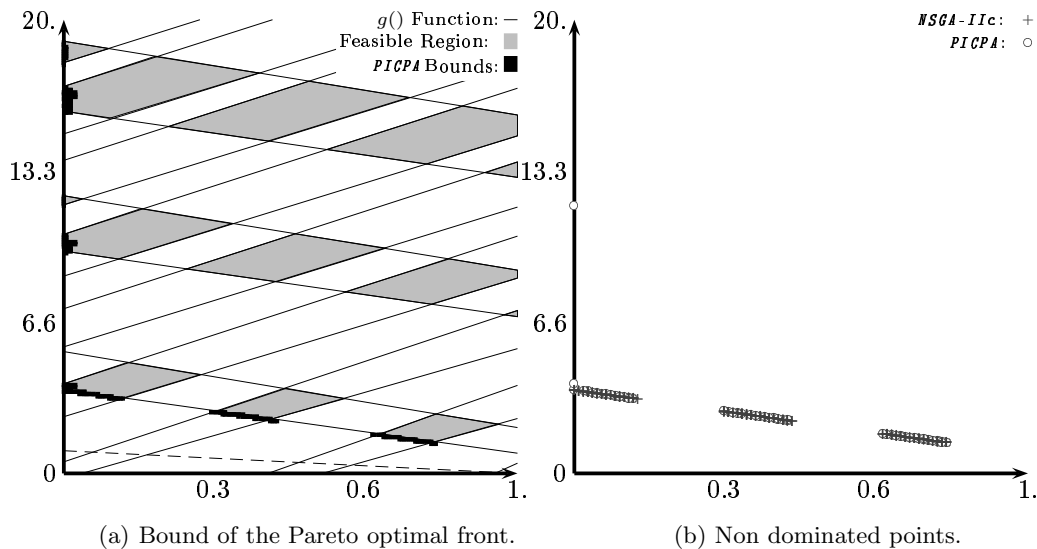 20.
g() Function: –
Feasible Region:
PICPA Bounds:
13.3
6.6
0
0.3
0.6
1.
(a) Bound of the Pareto optimal front.
20.
NSGA-IIc: +
PICPA: ○
13.3
6.6
0
0.3
0.6
1.
(b) Non dominated points.